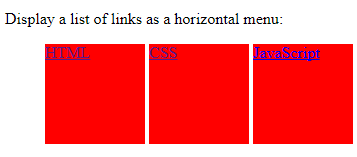 Display a list of links as a horizontal menu:
HTML CSS JavaScript